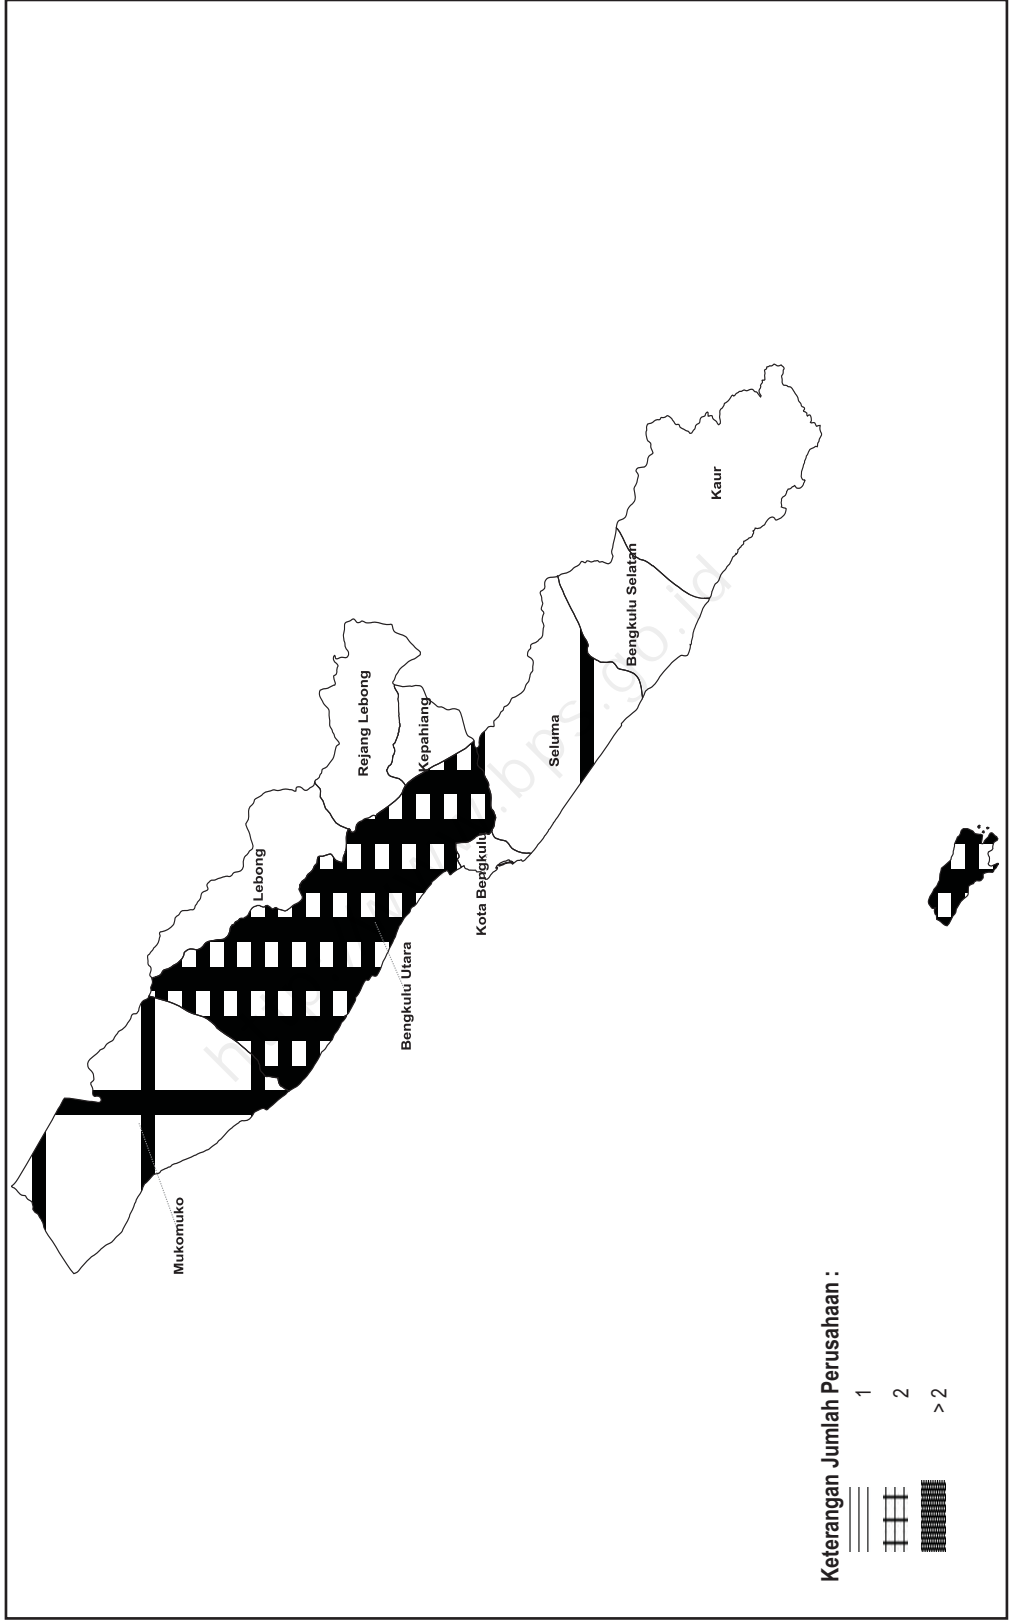 Mukomuko
Bengkulu Utara
Lebong
Rejang Lebong
Kepahiang
Kota Bengkulu
Seluma
Bengkulu Selatan
Kaur
Keterangan Jumlah Perusahaan :
1
2
> 2